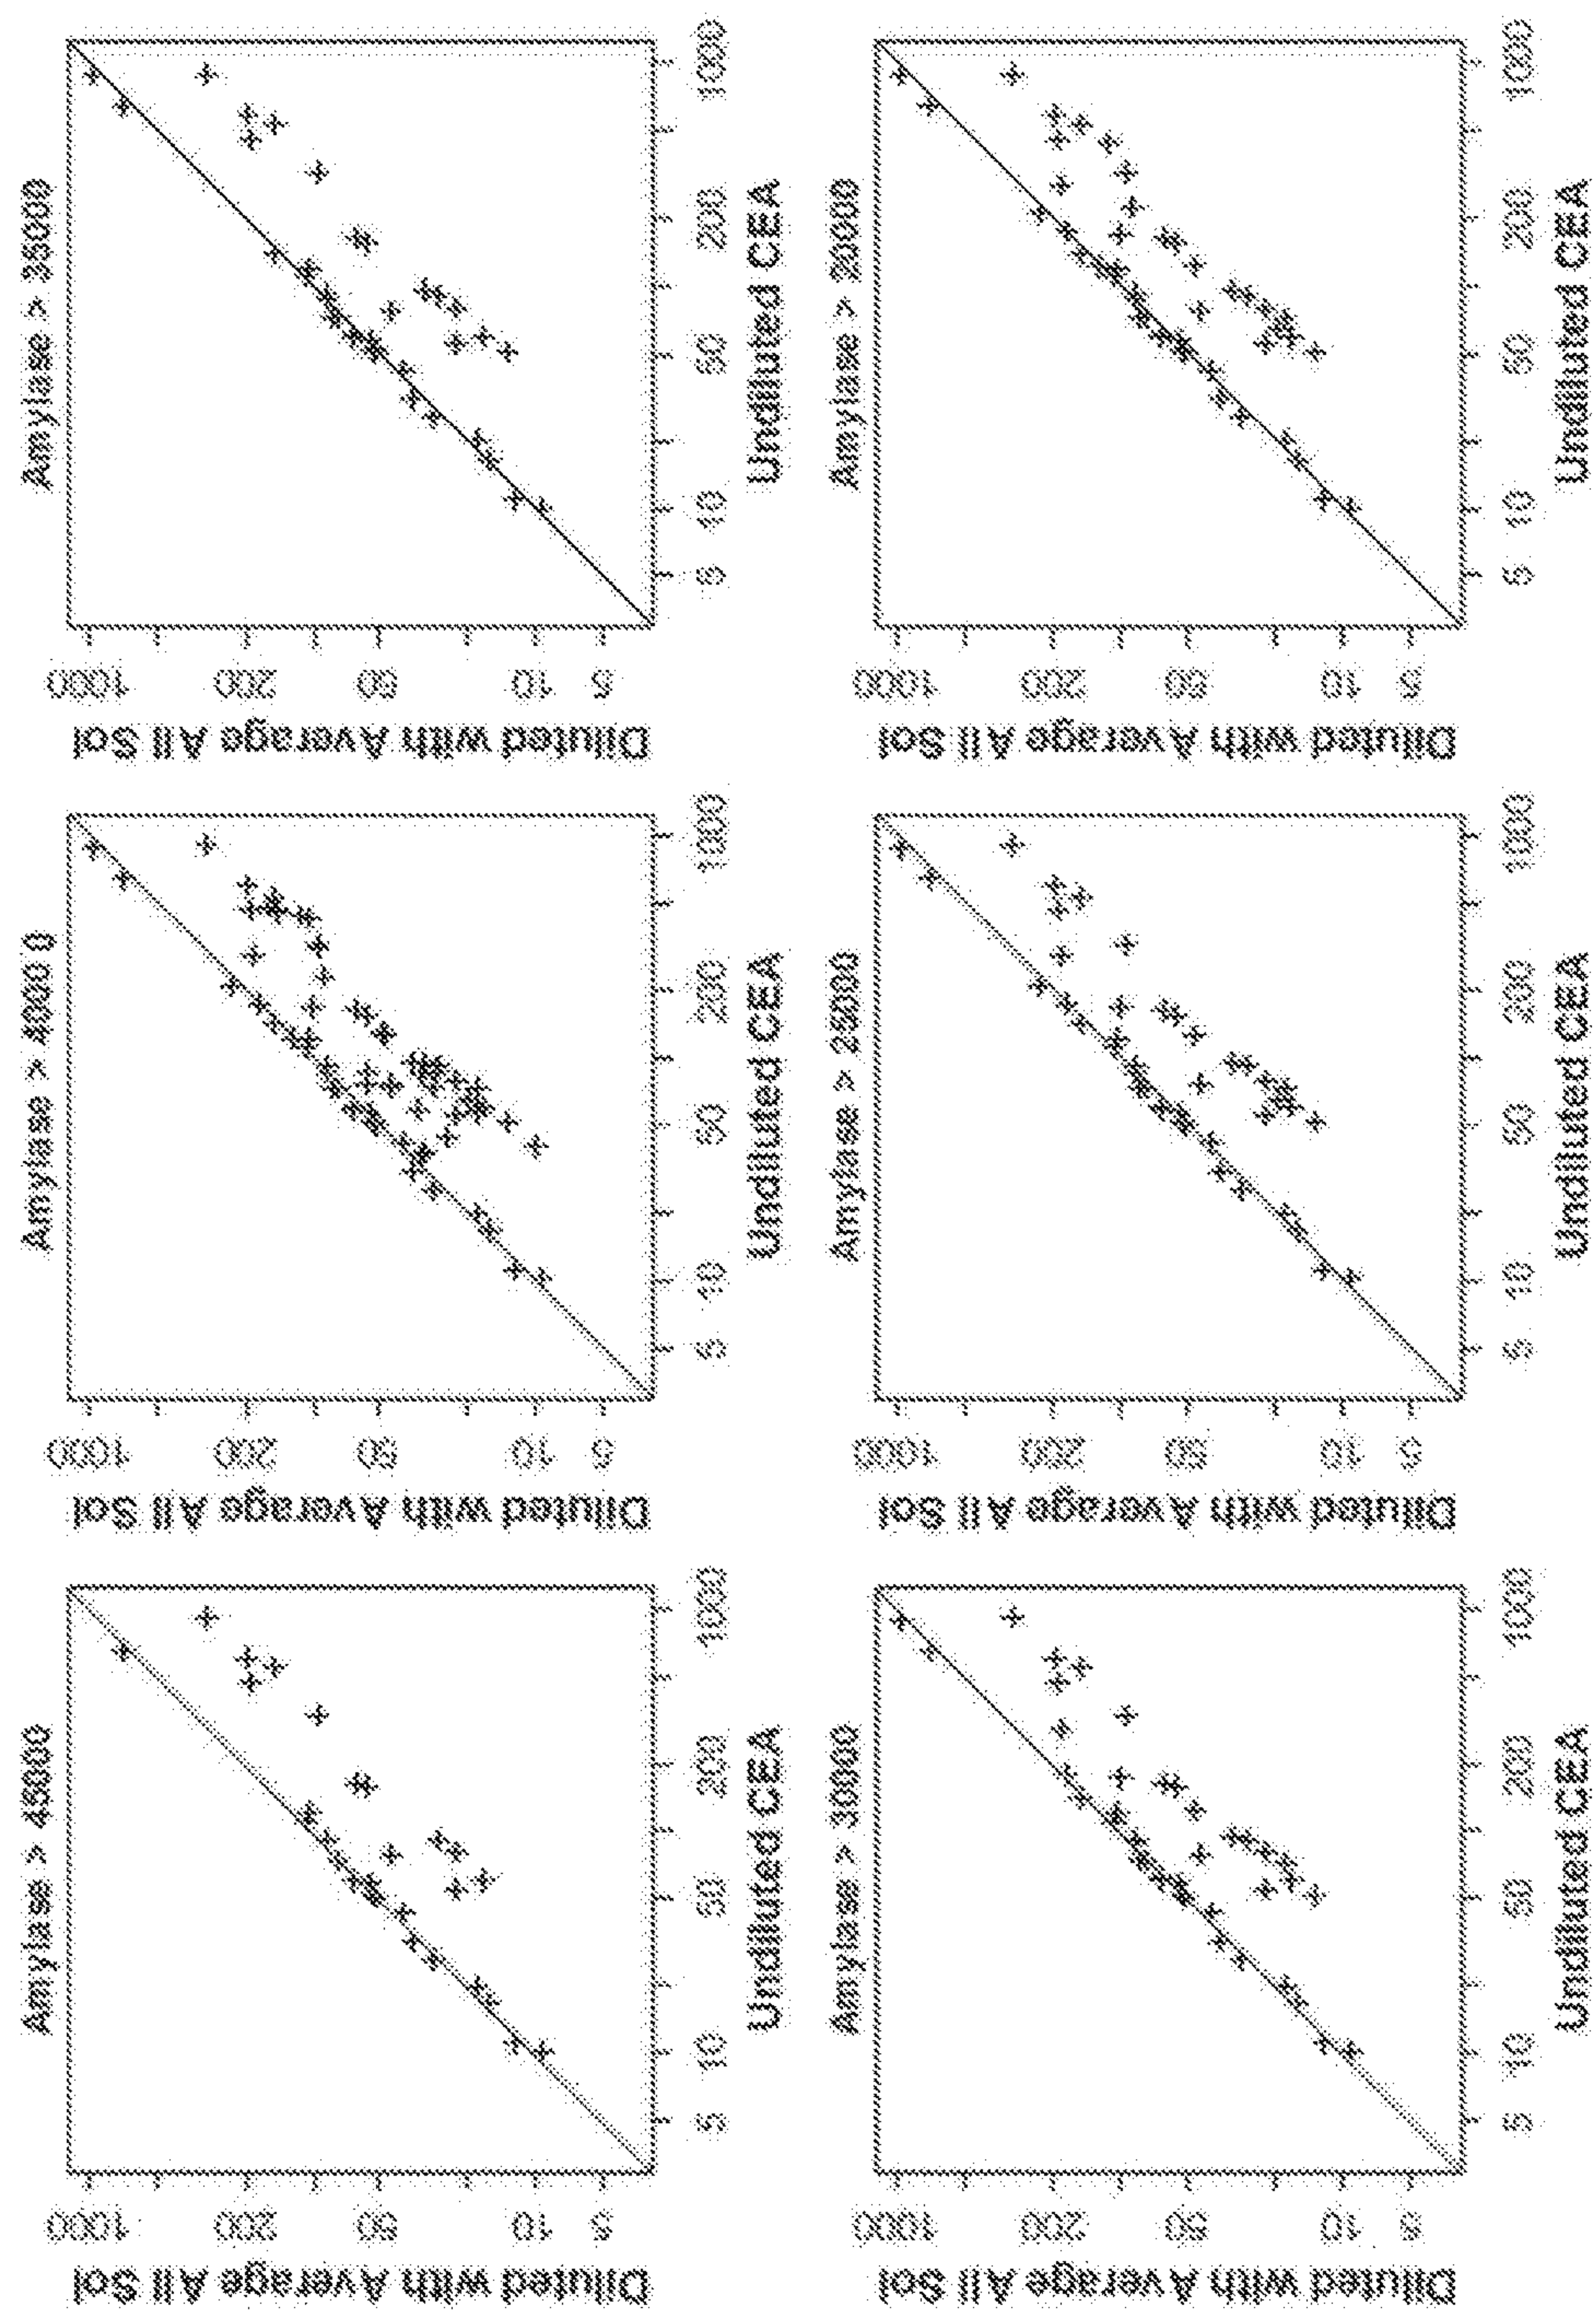 Amylase > 45000
Diluted with Average All Sol
1000
200
50
10
5
5 10 50 200 1000
Undiluted CEA
Amylase > 4000 0
Diluted with Average All Sol
1000
200
50
10
5
5 10 50 200 1000
Undiluted CEA
Amylase > 35000
Diluted with Average All Sol
1000
200
50
10
5
5 10 50 200 1000
Undiluted CEA
Amylase > 30000
Diluted with Average All Sol
1000
200
50
10
5
5 10 50 200 1000
Undiluted CEA
Amylase > 25000
Diluted with Average All Sol
1000
200
50
10
5
5 10 50 200 1000
Undiluted CEA
Amylase > 20000
Diluted with Average All Sol
1000
200
50
10
5
5 10 50 200 1000
Undiluted CEA